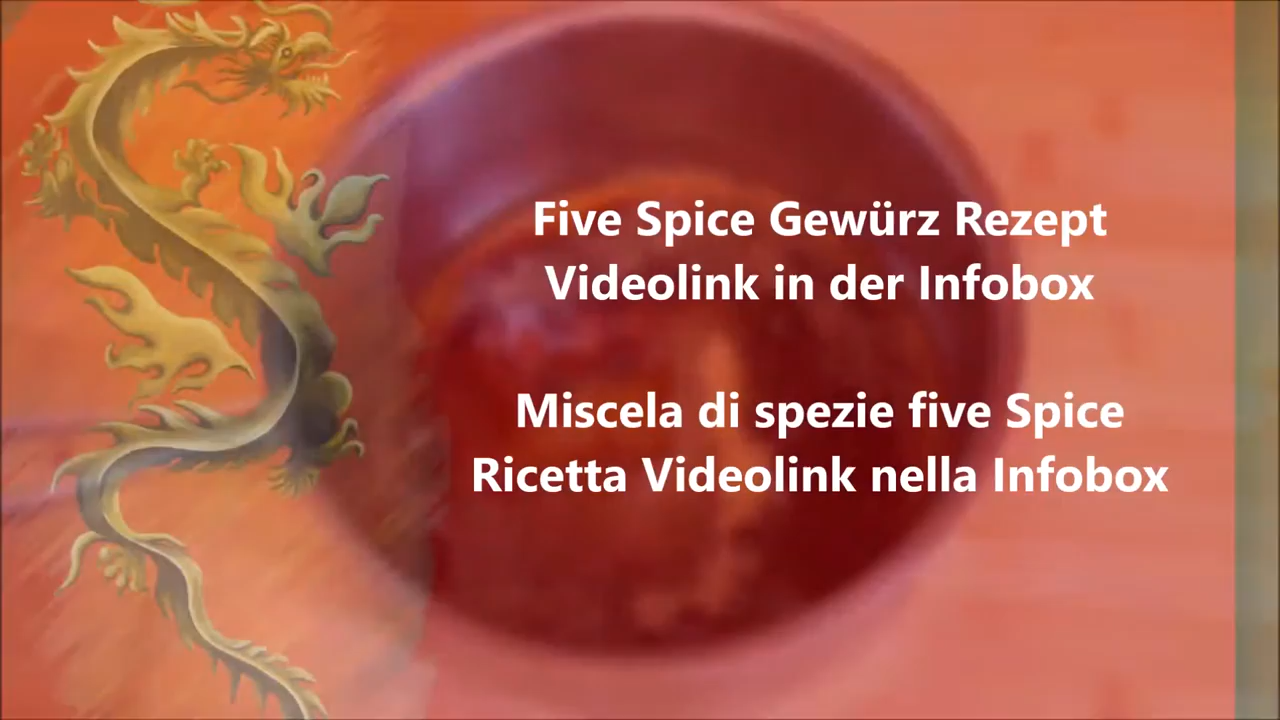 Five Spice Gewürz Rezept
Videolink in der Infobox
Miscela di spezie five Spice
Ricetta Videolink nella Infobox